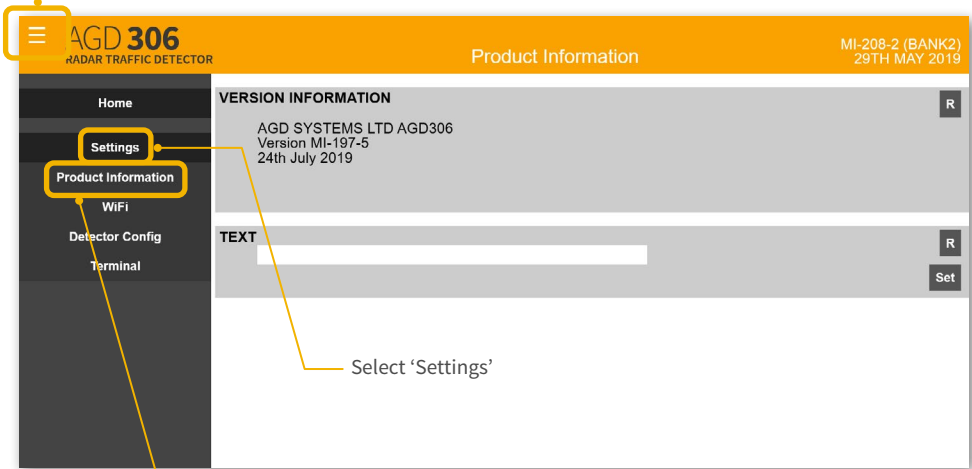 ☰ AGD 306
RADAR TRAFFIC DETECTOR
Product Information
MI-208-2 (BANK2)
29TH MAY 2019
Home
Settings
Product Information
WiFi
Detector Config
Terminal
VERSION INFORMATION
R
AGD SYSTEMS LTD AGD306
Version MI-197-5
24th July 2019
TEXT
R
Set
Select ‘Settings’